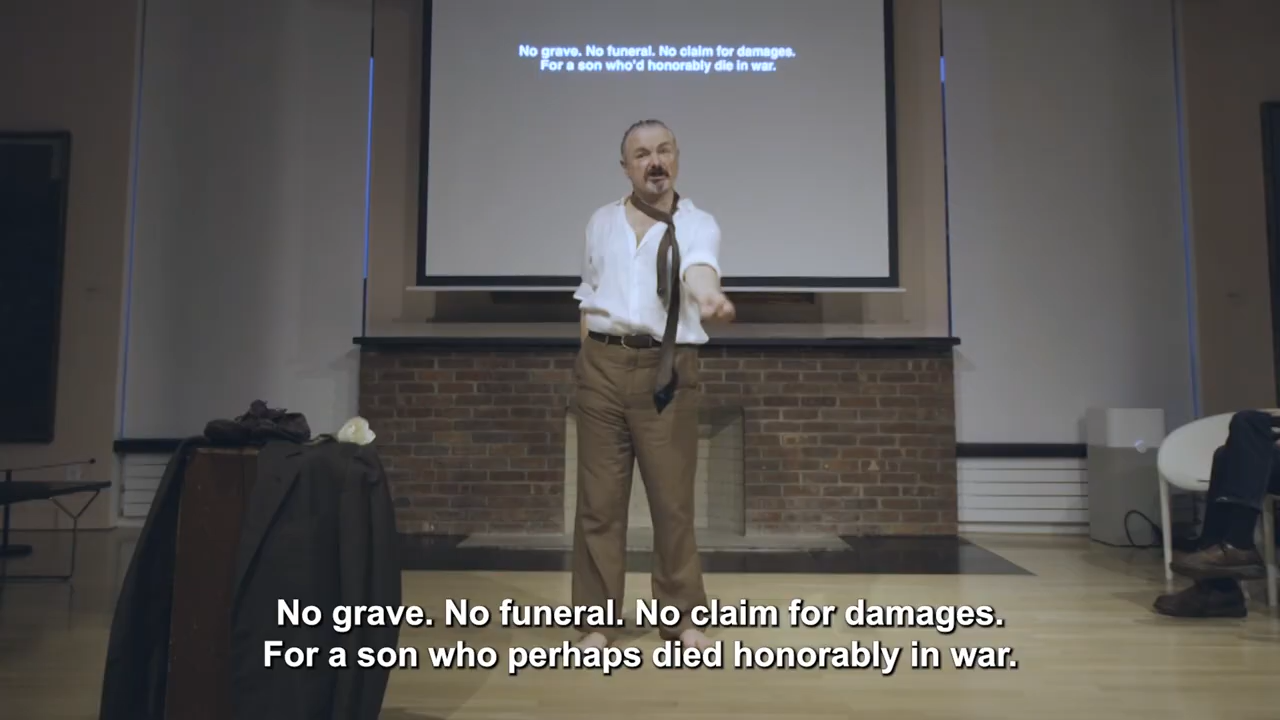 No grave. No funeral. No claim for damages.
For a son who'd honorably die in war.
No grave. No funeral. No claim for damages.
For a son who perhaps died honorably in war.